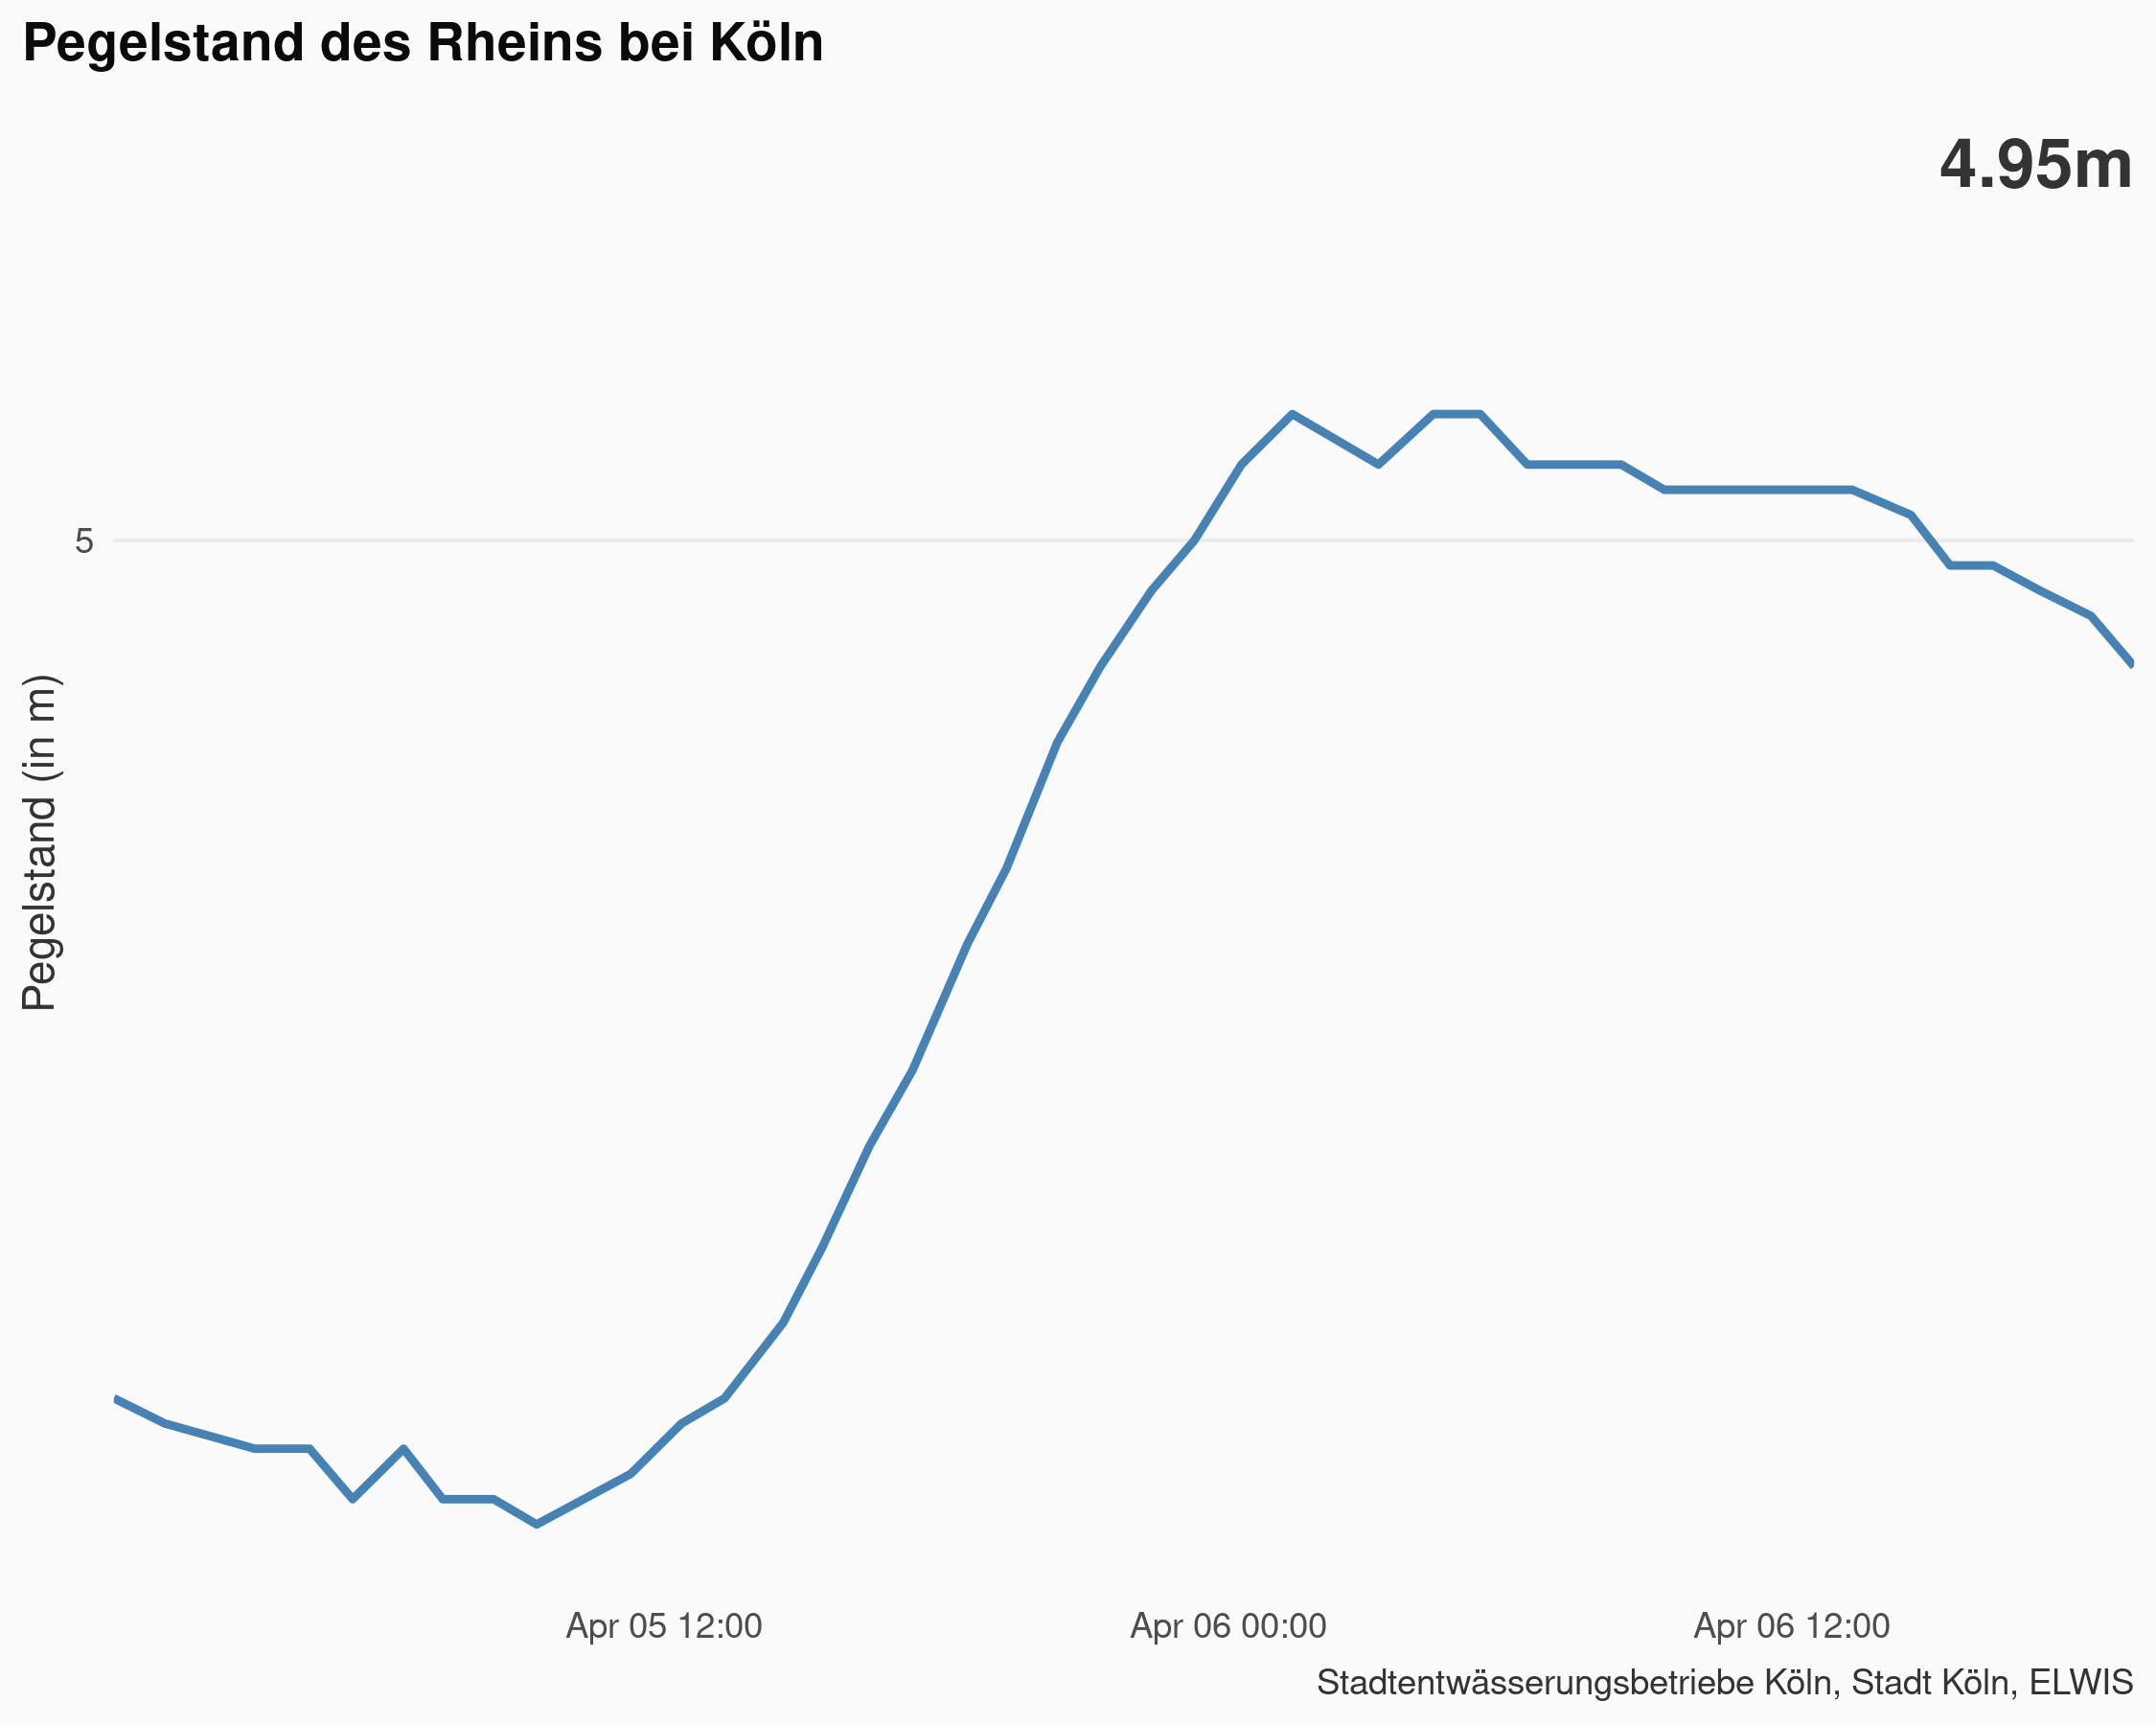 Pegelstand des Rheins bei Köln
4.95m
5
Pegelstand (in m)
Apr 05 12:00
Apr 06 00:00
Apr 06 12:00
Stadtentwässerungsbetriebe Köln, Stadt Köln, ELWIS